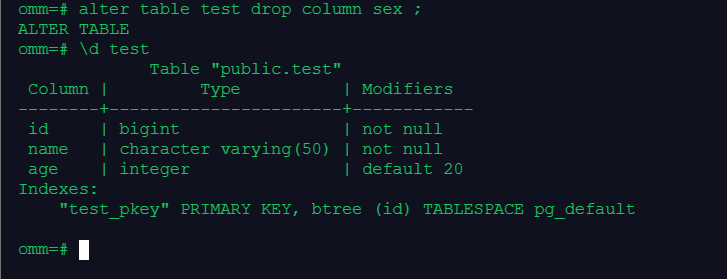 omm=# alter table test drop column sex ;
ALTER TABLE
omm=# \d test
             Table "public.test"
 Column |         Type          | Modifiers
--------+-----------------------+------------
 id     | bigint                | not null
 name   | character varying(50) | not null
 age    | integer               | default 20
Indexes:
    "test_pkey" PRIMARY KEY, btree (id) TABLESPACE pg_default
omm=#